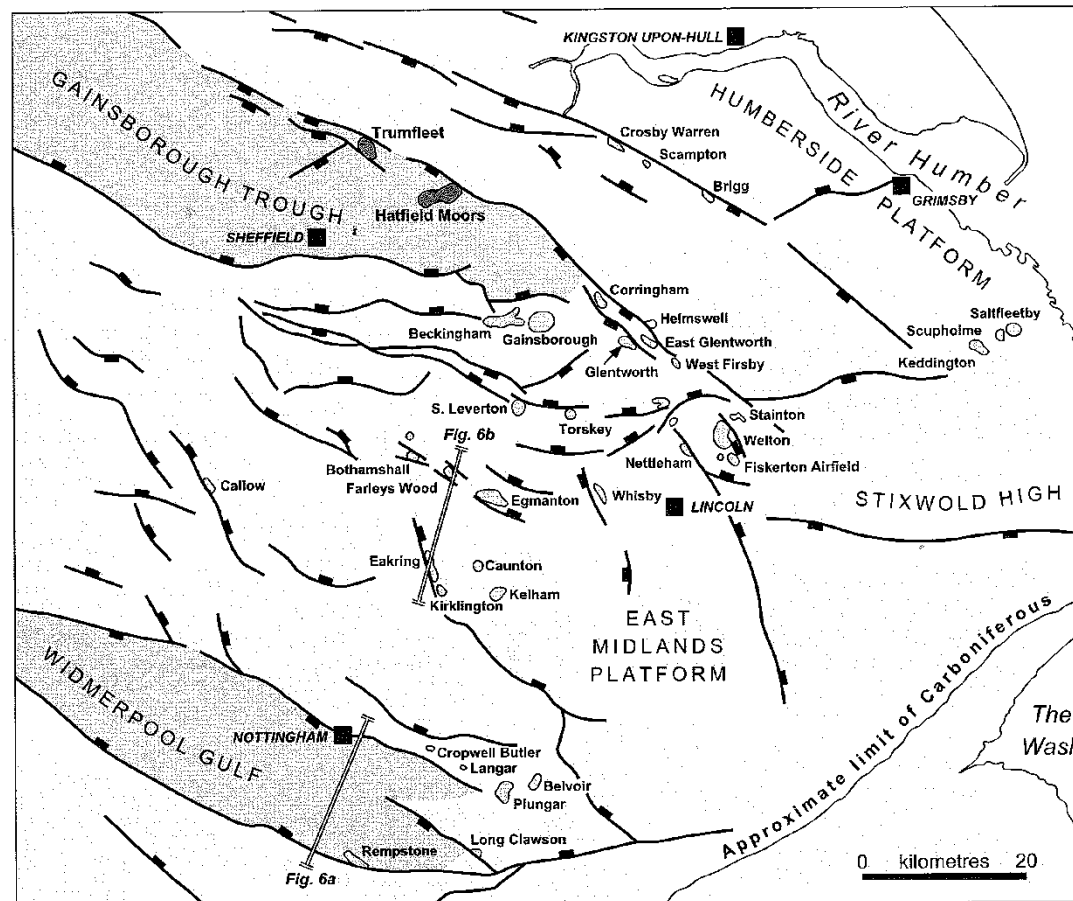 KINGSTON UPON-HULL
GAINSBOROUGH TROUGH
HUMBERSIDE PLATFORM
River Humber
Trumfleet
Crosby Warren
Scampton
Brigg
GRIMSBY
Hatfield Moors
SHEFFIELD
Corringham
Helmswell
Saltfleetby
Scupholme
Beckingham
Gainsborough
East Glentworth
Keddington
West Firsby
Glentworth
S. Leverton
Torskey
Stainton
Fig. 6b
Welton
Nettleham
Bothamshall
Fiskerton Airfield
Farleys Wood
Callow
Egmanton
Whisby
LINCOLN
STIXWOLD HIGH
Eakring
Caunton
Kelham
Kirklington
EAST
MIDLANDS
PLATFORM
Approximate limit of Carboniferous
WIDMERPOOL GULF
The
Wash
NOTTINGHAM
Cropwell Butler
Langar
Belvoir
Plungar
Long Clawson
Rempstone
Fig. 6a
0 kilometres 20